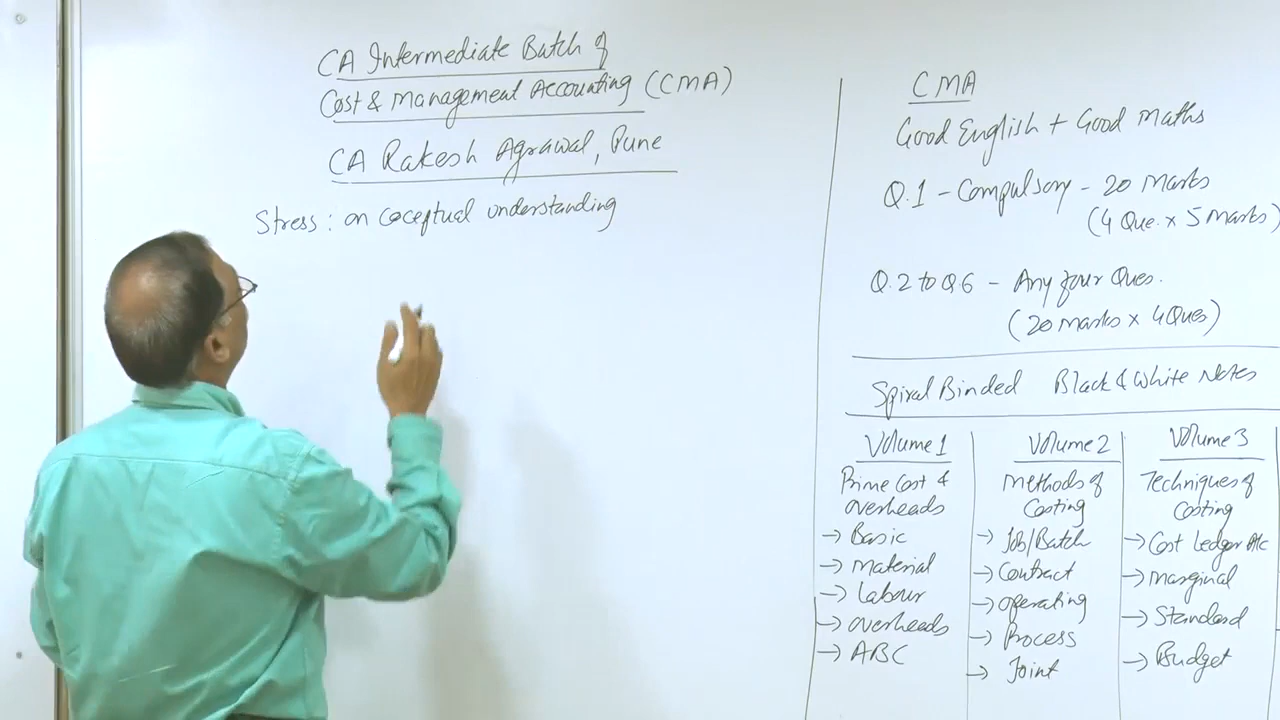 CA Intermediate Batch of
Cost & Management Accounting (CMA)
CA Rakesh Agrawal, Pune
Stress : on coceptual understanding
CMA
Good English + Good Maths
Q.1 - Compulsory - 20 Marks
(4 Que. x 5 Marks)
Q.2 to Q6 - Any four Ques.
(20 Marks x 4 Ques)
Spiral Binded Black & White Notes
Volume 1
Prime Cost &
overheads
→ Basic
→ Material
→ Labour
→ overheads
→ ABC
Volume 2
Methods of
Costing
→ Job/Batch
→ Contract
→ operating
→ Process
→ Joint
Volume 3
Techniques of
Costing
→ Cost Ledger A/c
→ Marginal
→ Standard
→ Budget